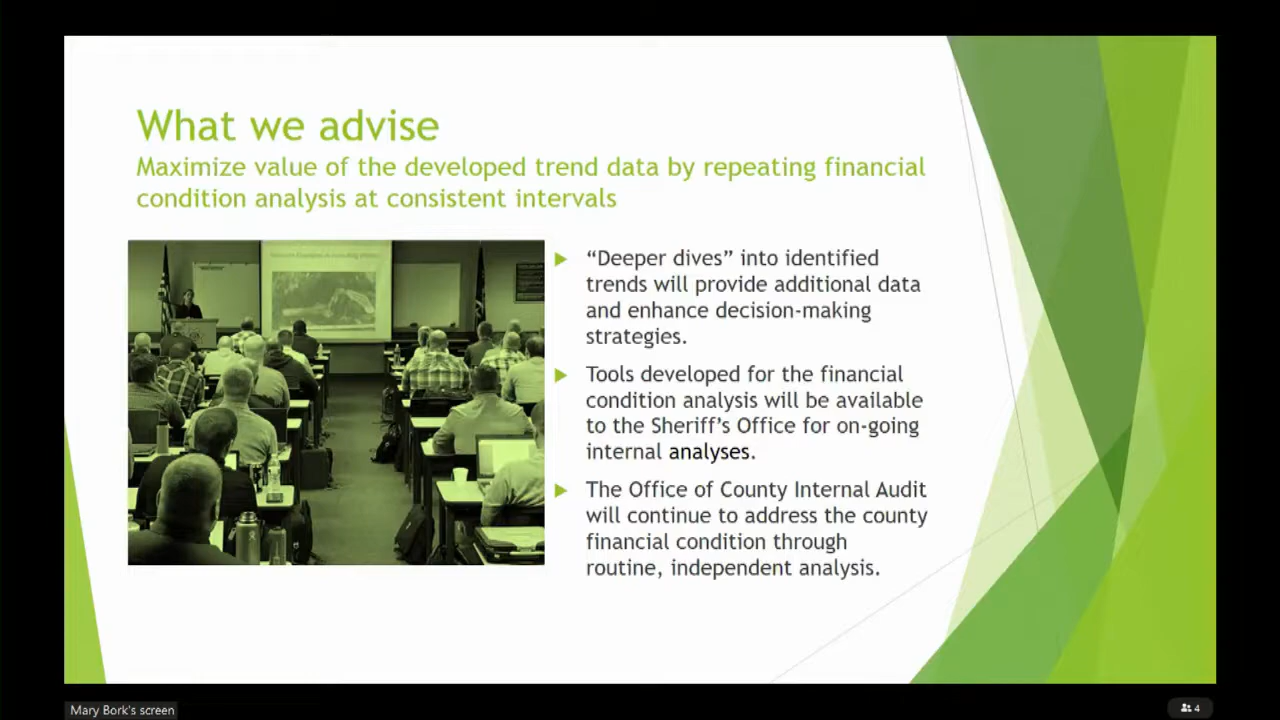 What we advise
Maximize value of the developed trend data by repeating financial
condition analysis at consistent intervals
“Deeper dives” into identified
trends will provide additional data
and enhance decision-making
strategies.
Tools developed for the financial
condition analysis will be available
to the Sheriff’s Office for on-going
internal analyses.
The Office of County Internal Audit
will continue to address the county
financial condition through
routine, independent analysis.
Mary Bork's screen
4